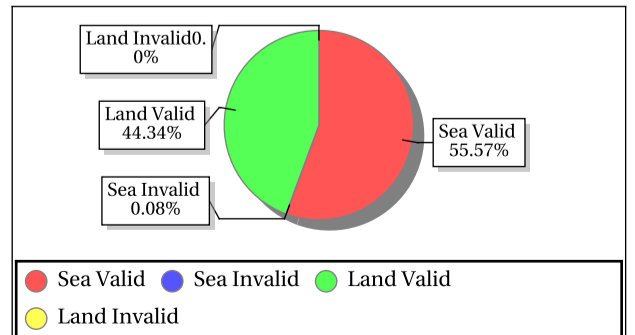 Land Invalid0.
0%
Land Valid
44.34%
Sea Valid
55.57%
Sea Invalid
0.08%
Sea Valid Sea Invalid Land Valid
Land Invalid